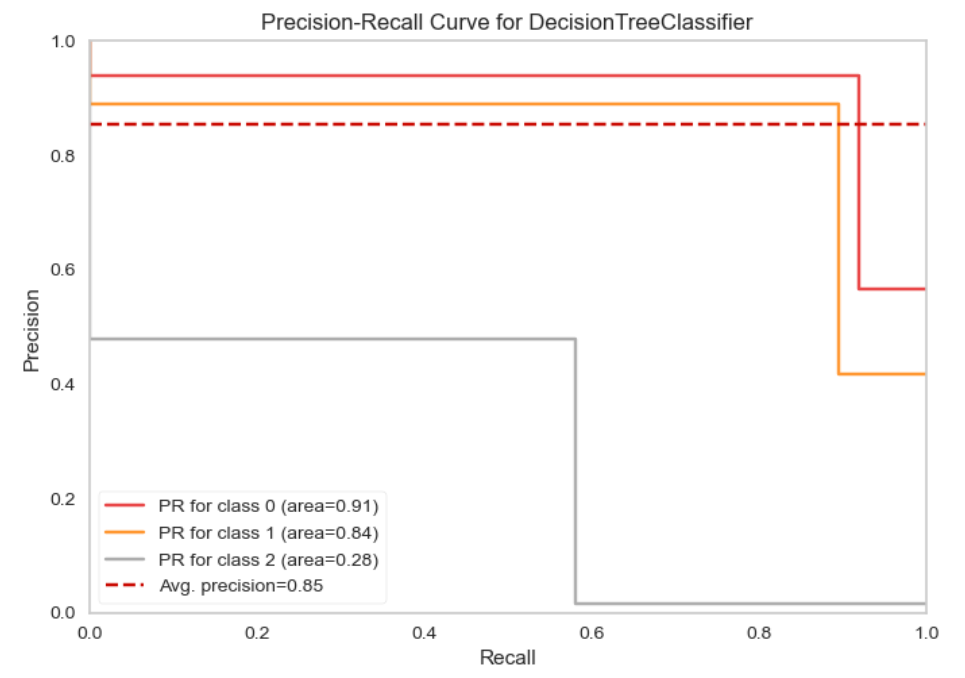 Precision-Recall Curve for DecisionTreeClassifier
1.0
0.8
0.6
0.4
0.2
0.0
Precision
PR for class 0 (area=0.91)
PR for class 1 (area=0.84)
PR for class 2 (area=0.28)
Avg. precision=0.85
0.0 0.2 0.4 0.6 0.8 1.0
Recall